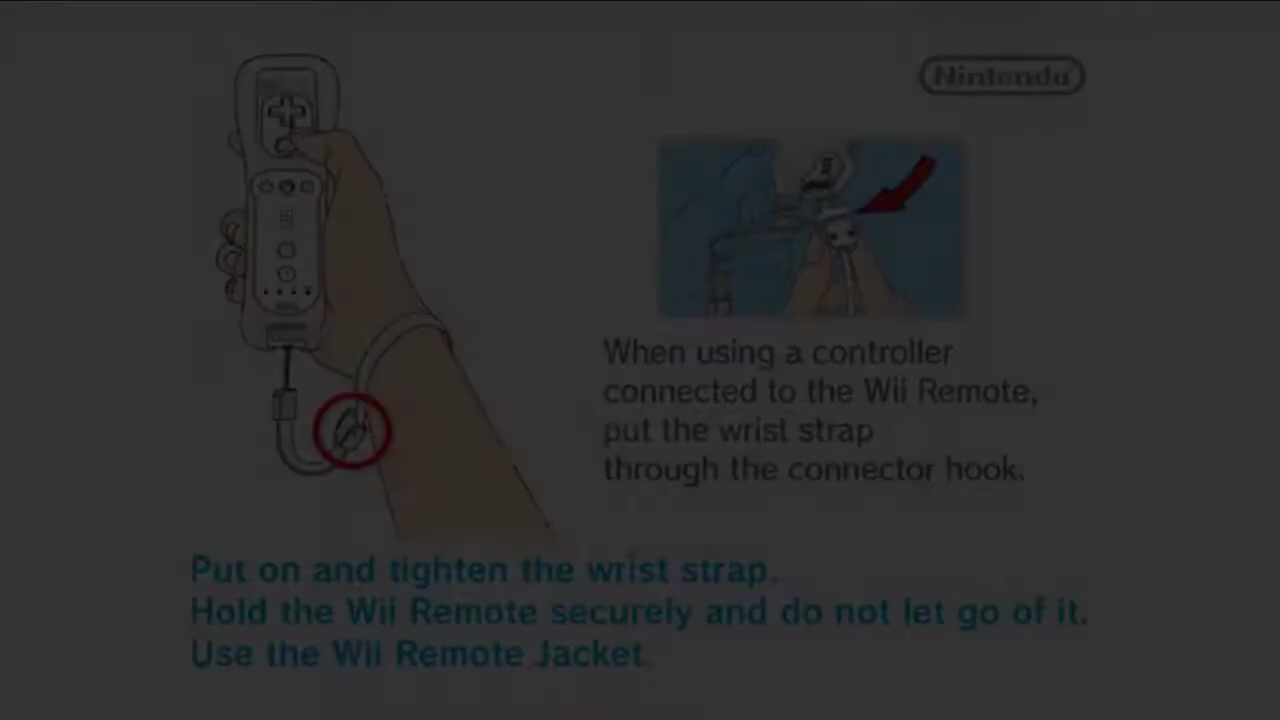 Nintendo
When using a controller
connected to the Wii Remote,
put the wrist strap
through the connector hook.
Put on and tighten the wrist strap.
Hold the Wii Remote securely and do not let go of it.
Use the Wii Remote Jacket.